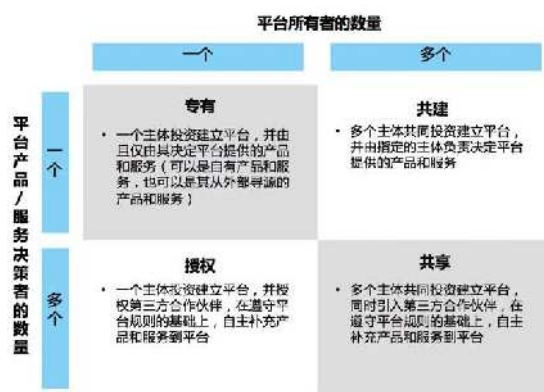 平台所有者的数量
一个
多个
平台产品/服务决策者的数量
一个
专有
• 一个主体投资建立平台，并由
且仅由其决定平台提供的产品
和服务（可以是自有产品和服
务，也可以是其从外部寻源的
产品和服务）
共建
• 多个主体共同投资建立平台，
并由指定的主体负责决定平台
提供的产品和服务
多个
授权
• 一个主体投资建立平台，并授
权第三方合作伙伴，在遵守平
台规则的基础上，自主补充产
品和服务到平台
共享
• 多个主体共同投资建立平台，
同时引入第三方合作伙伴，在
遵守平台规则的基础上，自主
补充产品和服务到平台